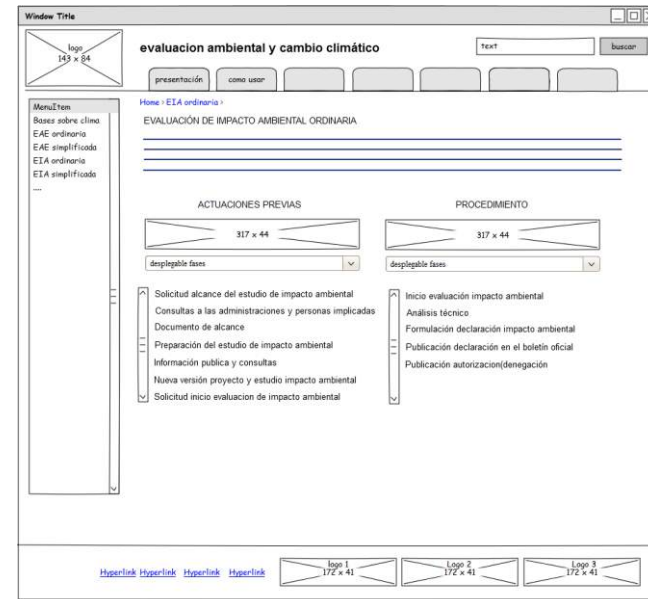 Window Title
logo
143 x 84
evaluacion ambiental y cambio climático
text
buscar
presentación
como usar
Home > EIA ordinaria >
MenuItem
Bases sobre clima
EAE ordinaria
EAE simplificada
EIA ordinaria
EIA simplificada
....
EVALUACIÓN DE IMPACTO AMBIENTAL ORDINARIA
ACTUACIONES PREVIAS
317 x 44
desplegable fases
Solicitud alcance del estudio de impacto ambiental
Consultas a las administraciones y personas implicadas
Documento de alcance
Preparación del estudio de impacto ambiental
Información publica y consultas
Nueva versión proyecto y estudio impacto ambiental
Solicitud inicio evaluacion de impacto ambiental
PROCEDIMIENTO
317 x 44
desplegable fases
Inicio evaluación impacto ambiental
Análisis técnico
Formulación declaración impacto ambiental
Publicación declaración en el boletín oficial
Publicación autorizacion(denegación
Hyperlink Hyperlink Hyperlink Hyperlink
logo 1
172 x 41
Logo 2
172 x 41
Logo 3
172 x 41